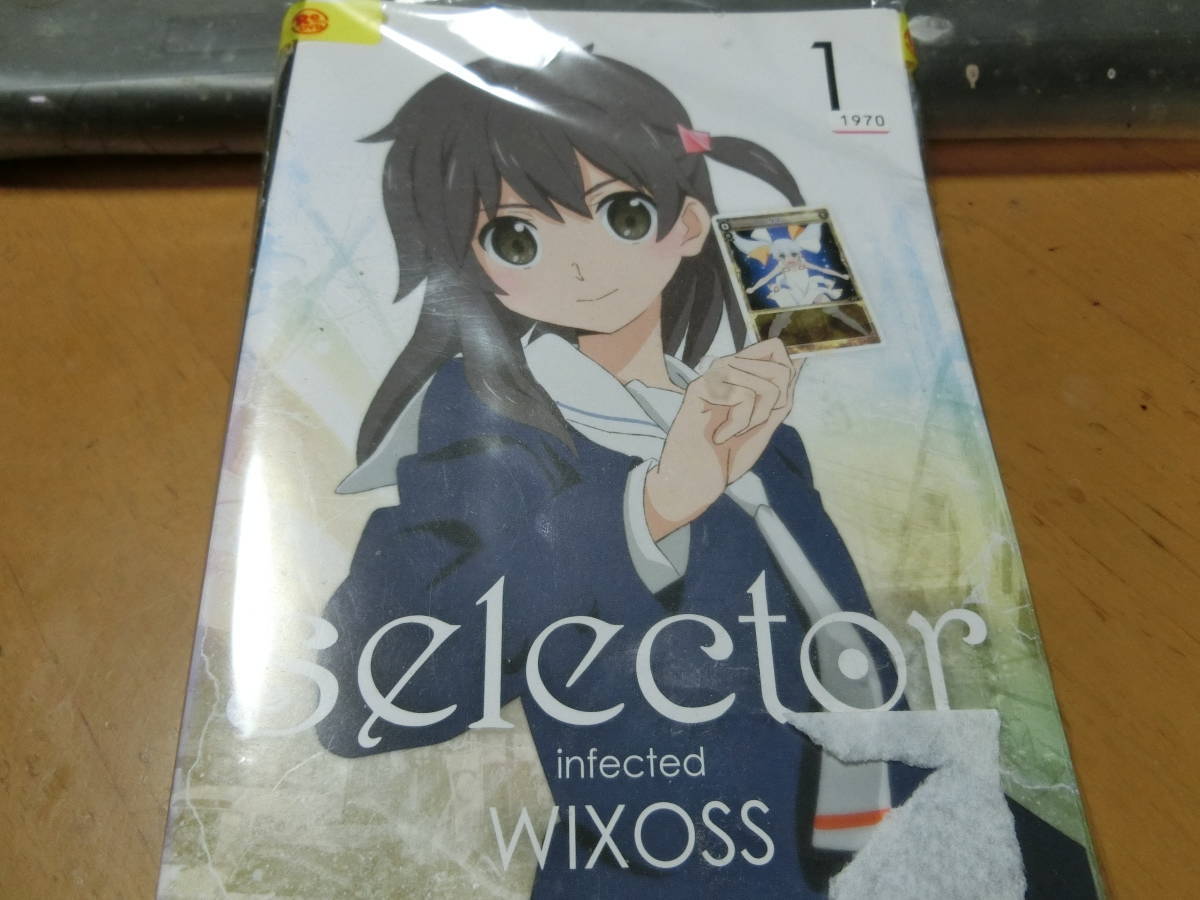 1
1970
selector
infected
WIXOSS